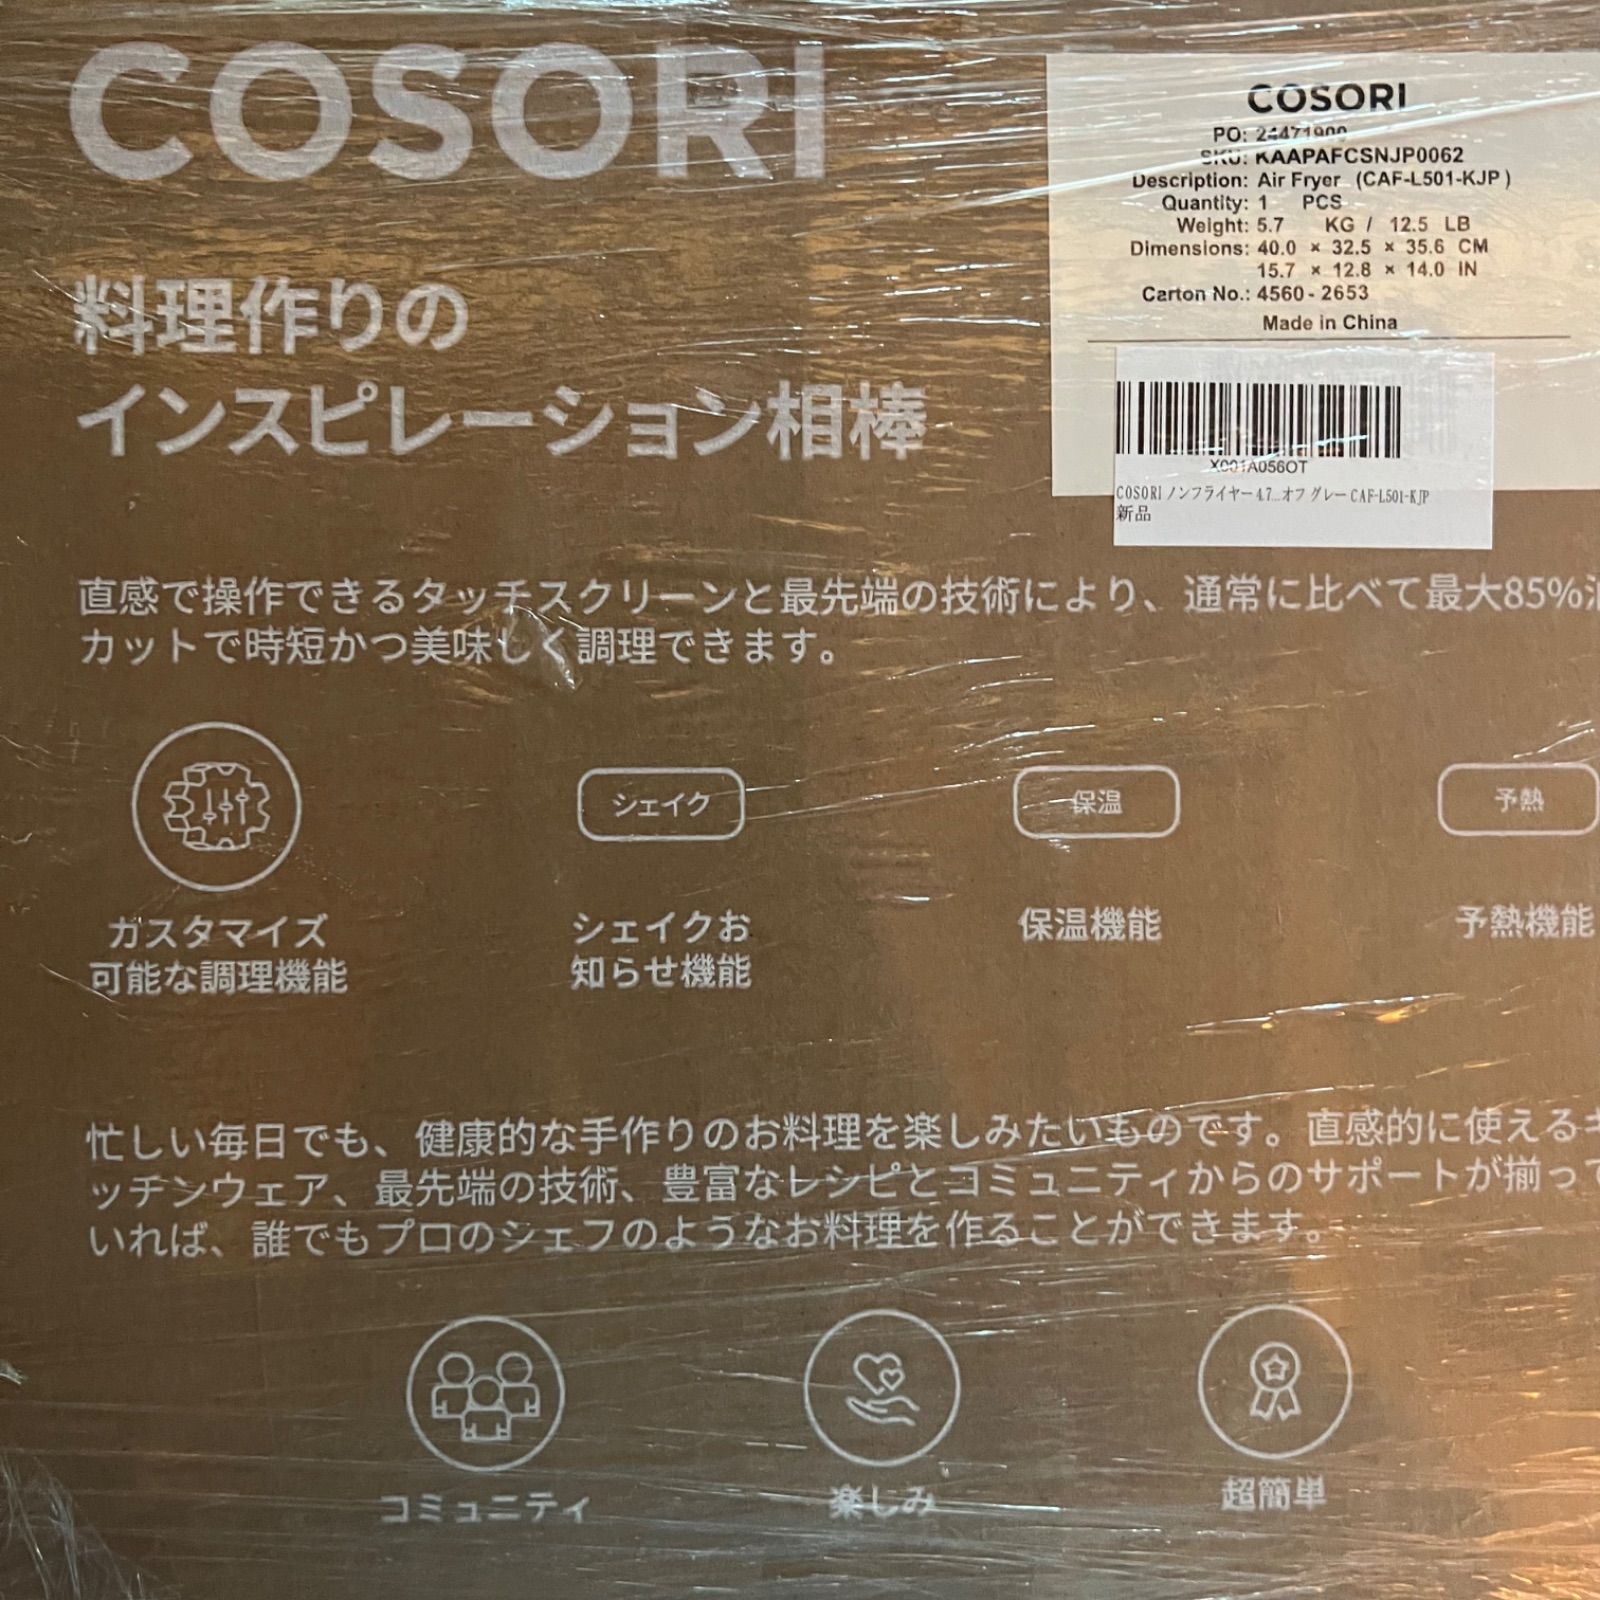 COSORI
料理作りの
インスピレーション相棒
COSORI
PO: 24471900
SKU: KAAPAFCSNJP0062
Description: Air Fryer (CAF-L501-KJP)
Quantity: 1 PCS
Weight: 5.7 KG / 12.5 LB
Dimensions: 40.0 × 32.5 × 35.6 CM
15.7 × 12.8 × 14.0 IN
Carton No.: 4560 - 2653
Made in China
X001A056OT
COSORI ノンフライヤー 4.7...オフ グレー CAF-L501-KJP
新品
直感で操作できるタッチスクリーンと最先端の技術により、通常に比べて最大85%
カットで時短かつ美味しく調理できます。
シェイク
保温
予熱
カスタマイズ
可能な調理機能
シェイクお
知らせ機能
保温機能
予熱機能
忙しい毎日でも、健康的な手作りのお料理を楽しみたいものです。直感的に使えるキ
ッチンウェア、最先端の技術、豊富なレシピとコミュニティからのサポートが揃って
いれば、誰でもプロのシェフのようなお料理を作ることができます。
コミュニティ
楽しみ
超簡単